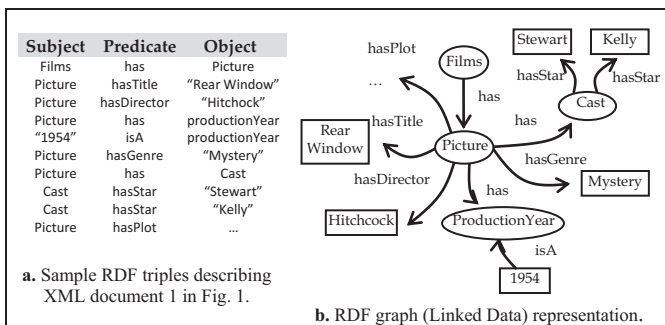 Subject Predicate Object
Films has Picture
Picture hasTitle “Rear Window”
Picture hasDirector “Hitchock”
Picture has productionYear
“1954” isA productionYear
Picture hasGenre “Mystery”
Picture has Cast
Cast hasStar “Stewart”
Cast hasStar “Kelly”
Picture hasPlot ...
a. Sample RDF triples describing
XML document 1 in Fig. 1.
Stewart
Kelly
hasPlot
Films
...
has
hasStar
hasStar
Cast
hasTitle
has
Rear
Window
Picture
hasGenre
hasDirector
has
Mystery
Hitchcock
ProductionYear
isA
1954
b. RDF graph (Linked Data) representation.